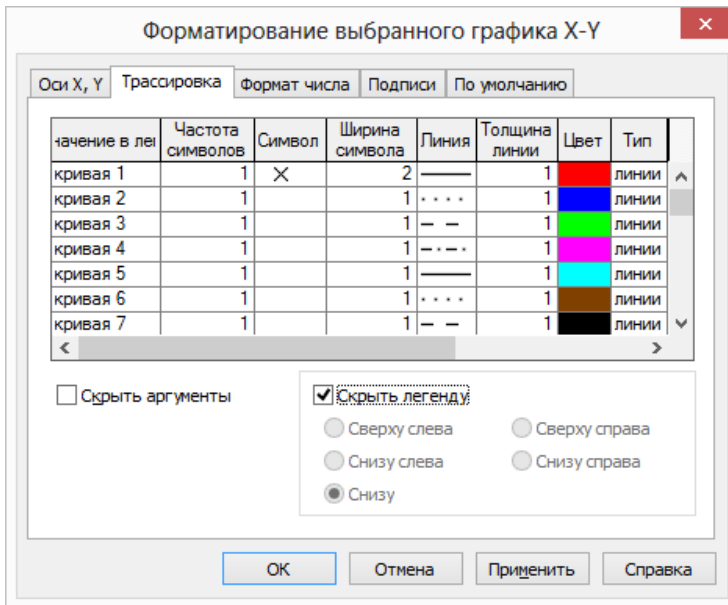 Форматирование выбранного графика X-Y
Оси X, Y Трассировка Формат числа Подписи По умолчанию
начение в лег Частота символов Символ Ширина символа Линия Толщина линии Цвет Тип
кривая 1 1 2 1 линии
кривая 2 1 1 1 линии
кривая 3 1 1 1 линии
кривая 4 1 1 1 линии
кривая 5 1 1 1 линии
кривая 6 1 1 1 линии
кривая 7 1 1 1 линии
Скрыть аргументы Скрыть легенду
Сверху слева Сверху справа
Снизу слева Снизу справа
Снизу
ОК Отмена Применить Справка